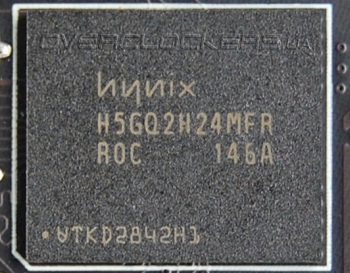 OVERCLOCKERS.UA
hynix
H5GQ2H24MFR
R0C 146A
VTKD2842H1